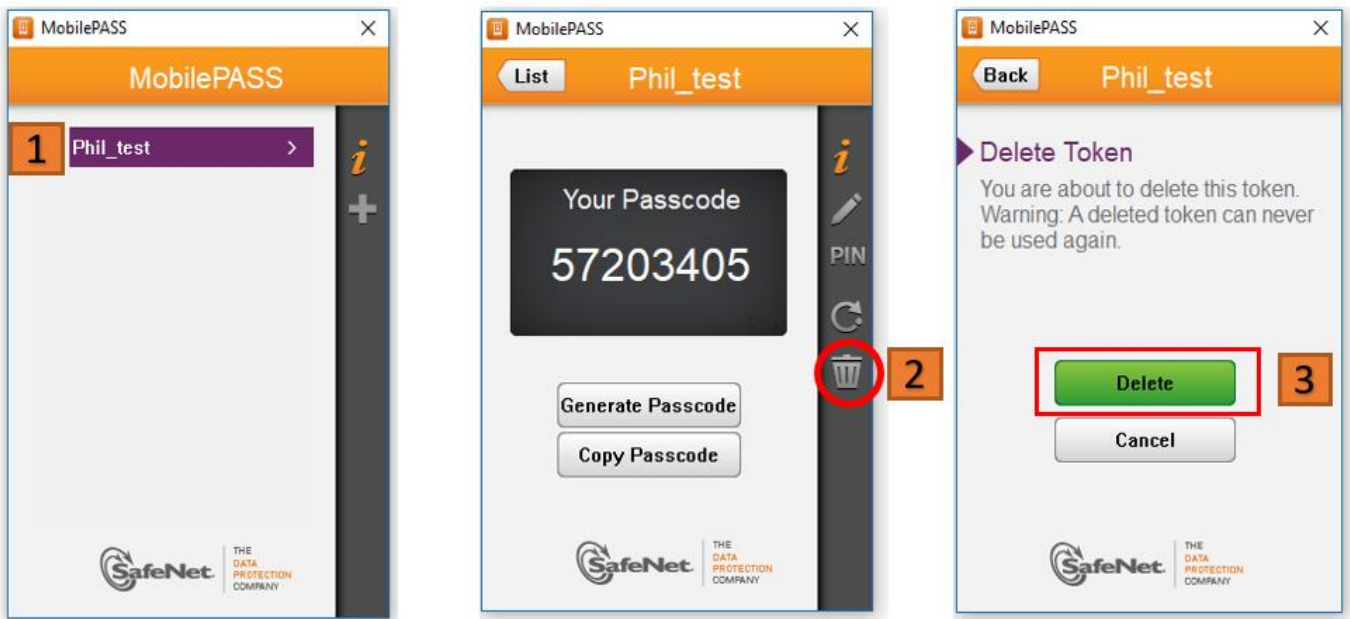 MobilePASS
MobilePASS
1
Phil_test >
i
SafeNet.
THE
DATA
PROTECTION
COMPANY
MobilePASS
List
Phil_test
Your Passcode
57203405
i
PIN
2
Generate Passcode
Copy Passcode
SafeNet.
THE
DATA
PROTECTION
COMPANY
MobilePASS
Back
Phil_test
Delete Token
You are about to delete this token.
Warning: A deleted token can never
be used again.
Delete
3
Cancel
SafeNet.
THE
DATA
PROTECTION
COMPANY